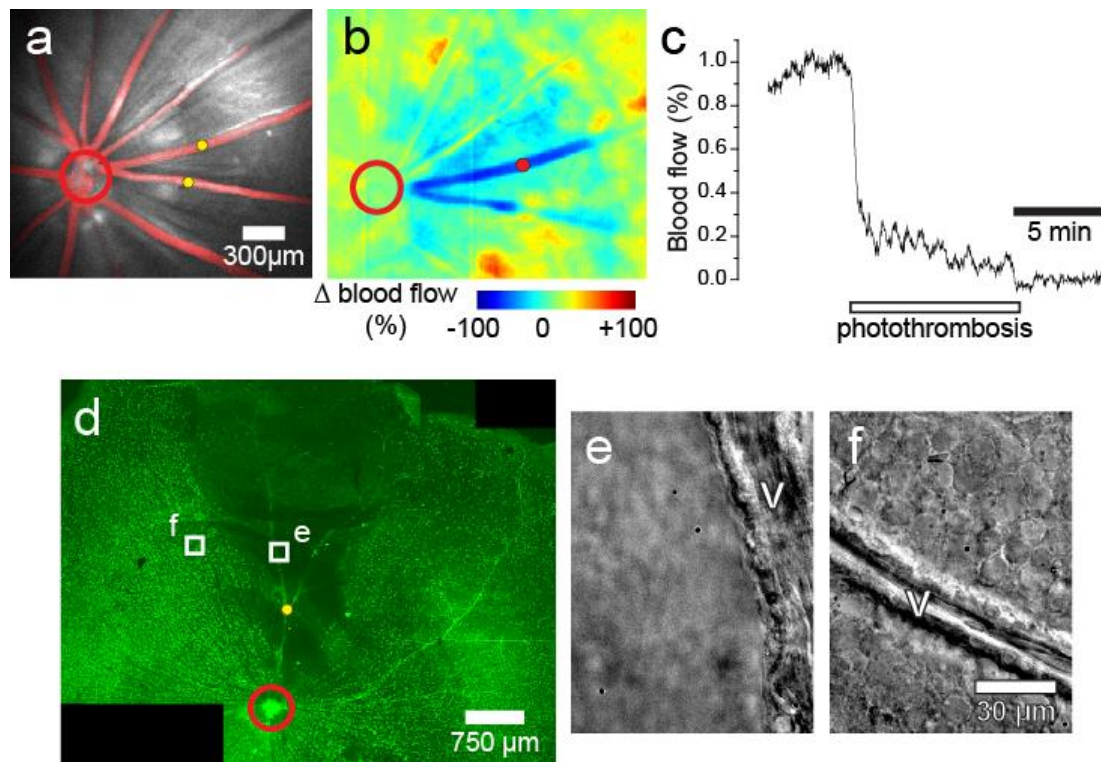 a
300µm
b
Δ blood flow
(%)
-100 0 +100
c
Blood flow (%)
1.0
0.8
0.6
0.4
0.2
0.0
5 min
photothrombosis
d
f
e
750 µm
e
V
f
V
30 µm